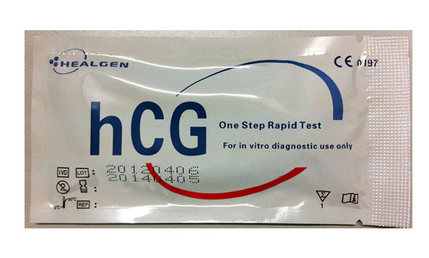 HEALGEN
CE 0197
hCG
One Step Rapid Test
For in vitro diagnostic use only
IVD LOT : 20120406
: 20140405
REF :
1